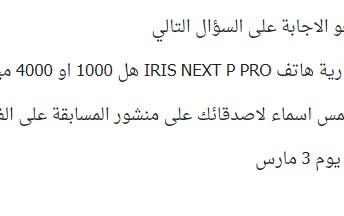 الاجابة على السؤال التالي
هاتف IRIS NEXT P PRO هل 1000 او 4000
اسماء لاصدقائك على منشور المسابقة على
يوم 3 مارس